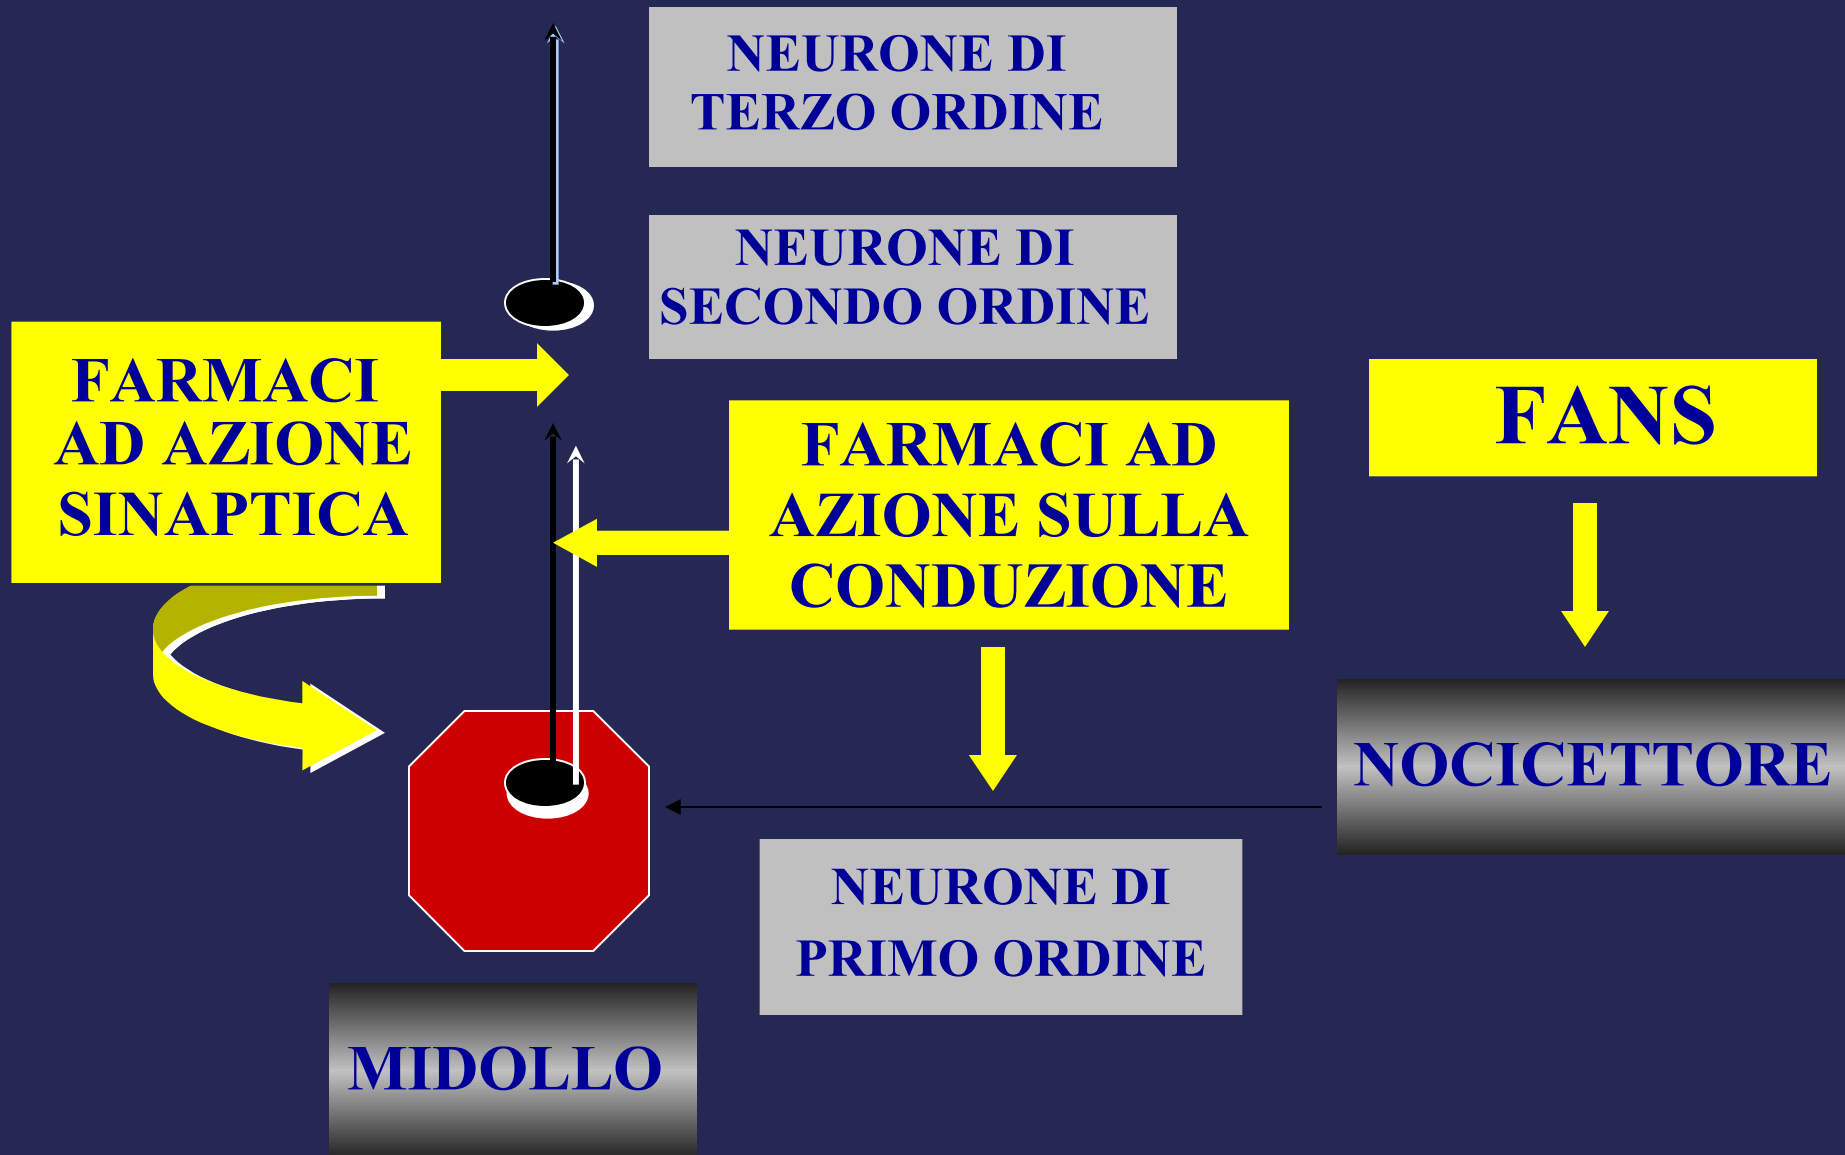 NEURONE DI
TERZO ORDINE
NEURONE DI
SECONDO ORDINE
FARMACI
AD AZIONE
SINAPTICA
FARMACI AD
AZIONE SULLA
CONDUZIONE
FANS
NOCICETTORE
NEURONE DI
PRIMO ORDINE
MIDOLLO